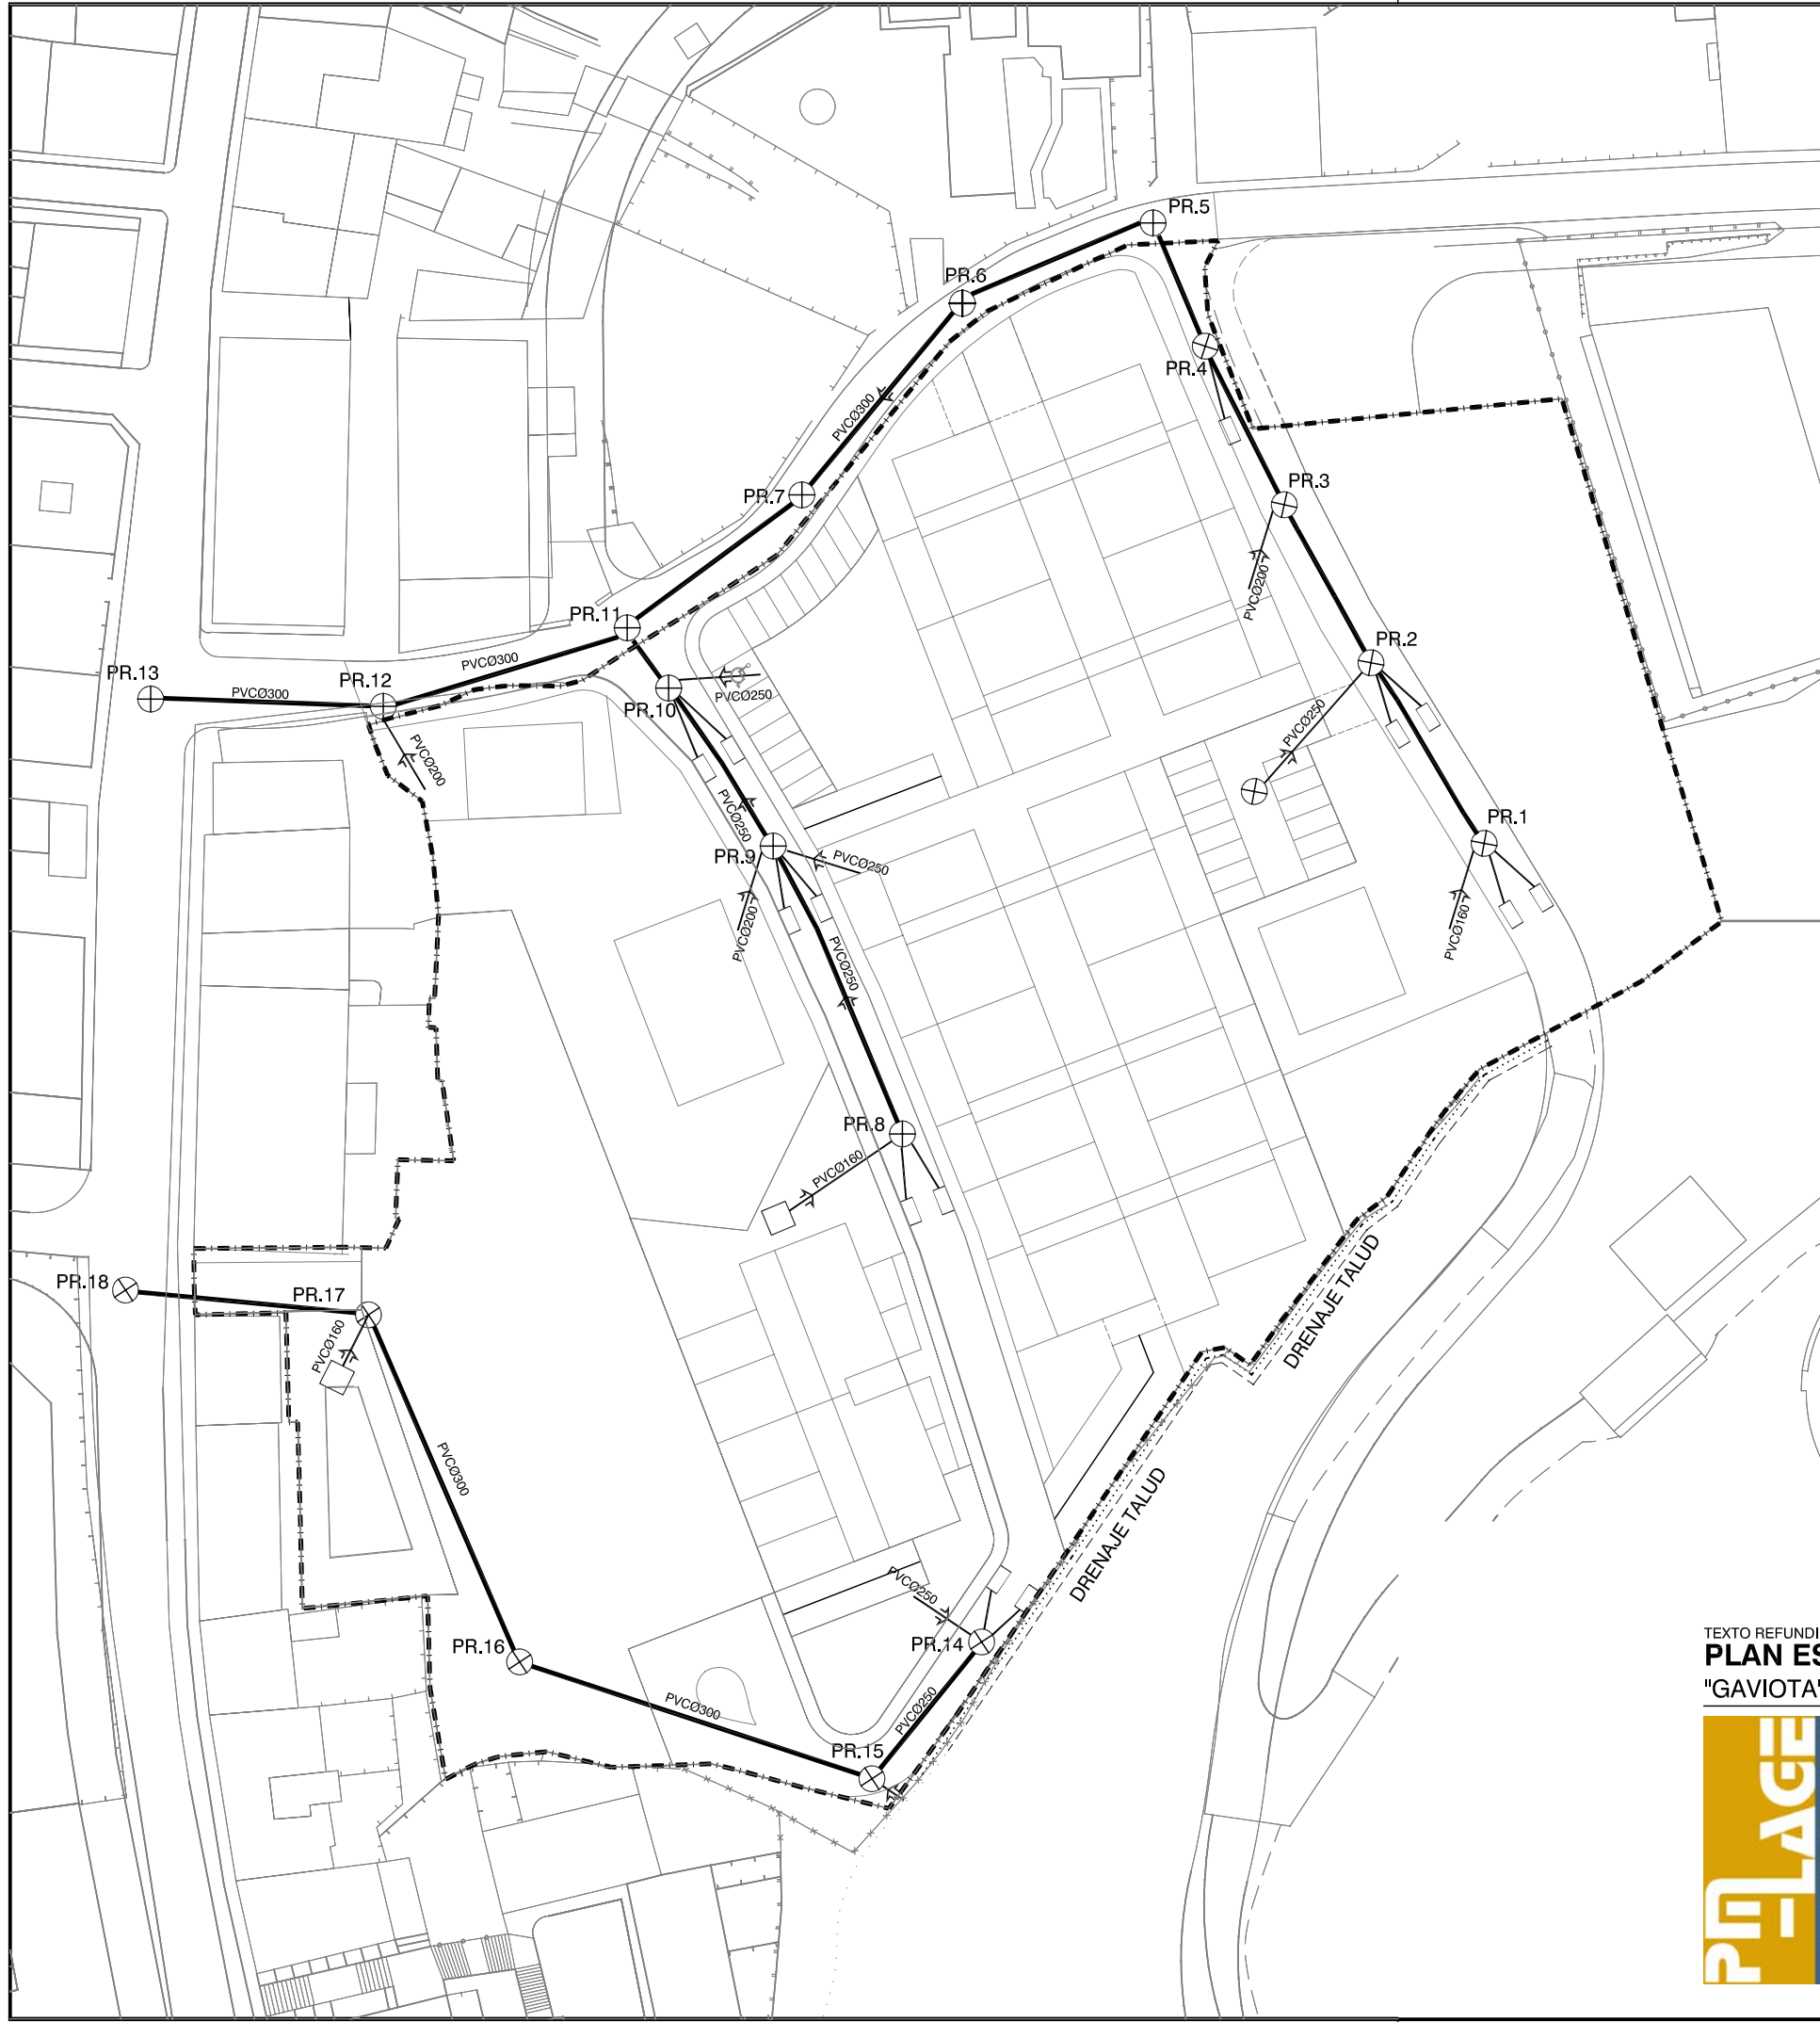 PR.5
PR.6
PR.4
PVCØ300
PR.3
PR.7
PVCØ200
PR.11
PR.2
PVCØ300
PR.13
PVCØ300
PR.12
PR.10
PVCØ250
PVCØ250
PVCØ200
PVCØ250
PR.1
PR.9
PVCØ250
PVCØ200
PVCØ160
PVCØ250
PR.8
PVCØ160
PR.18
PR.17
PVCØ160
DRENAJE TALUD
PVCØ300
DRENAJE TALUD
PVCØ250
PR.16
PR.14
PVCØ300
PVCØ250
PR.15
TEXTO REFUNDI
PLAN ES
"GAVIOTA"